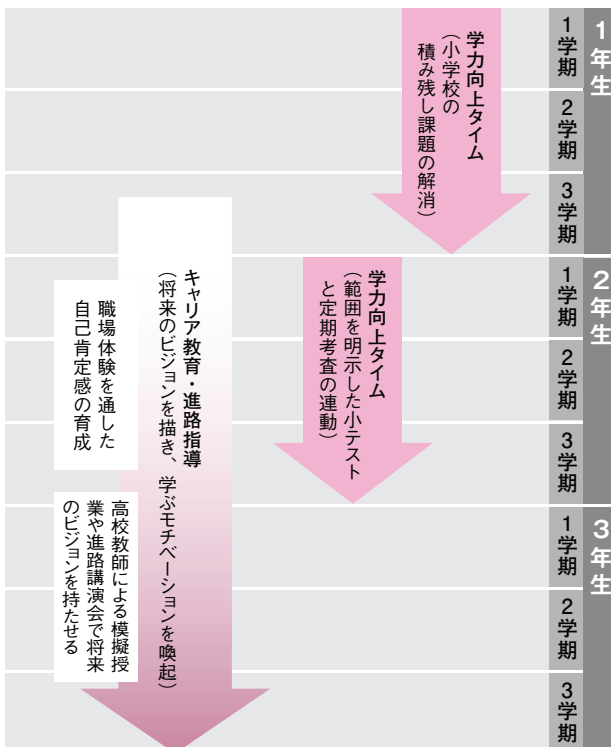 1年生
1学期
2学期
3学期
2年生
1学期
2学期
3学期
3年生
1学期
2学期
3学期
学力向上タイム
（小学校の
積み残し課題の解消）
学力向上タイム
（範囲を明示した小テスト
と定期考査の連動）
キャリア教育・進路指導
（将来のビジョンを描き、学ぶモチベーションを喚起）
職場体験を通した
自己肯定感の育成
高校教師による模擬授
業や進路講演会で将来
のビジョンを持たせる